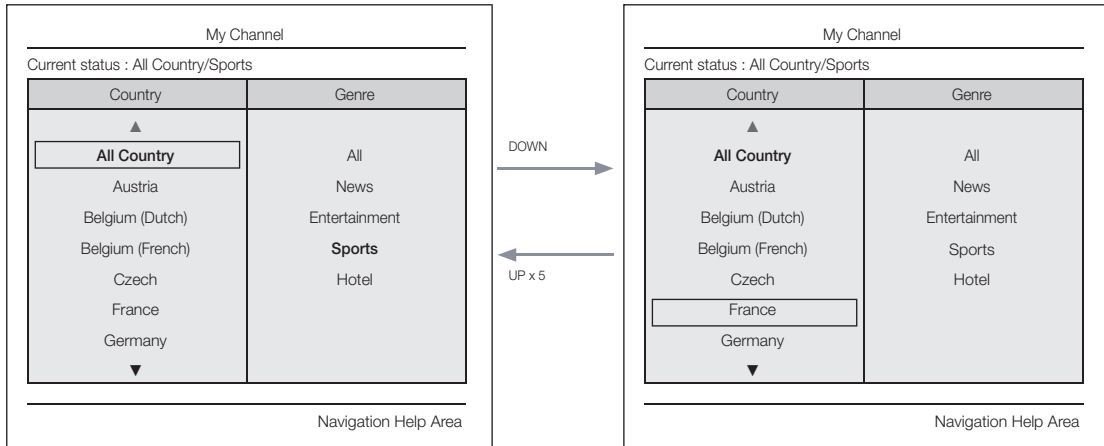 My Channel
Current status : All Country/Sports
Country Genre
▲
All Country All
Austria News
Belgium (Dutch) Entertainment
Belgium (French) Sports
Czech Hotel
France
Germany
▼
Navigation Help Area
DOWN
UP x 5
My Channel
Current status : All Country/Sports
Country Genre
▲
All Country All
Austria News
Belgium (Dutch) Entertainment
Belgium (French) Sports
Czech Hotel
France
Germany
▼
Navigation Help Area